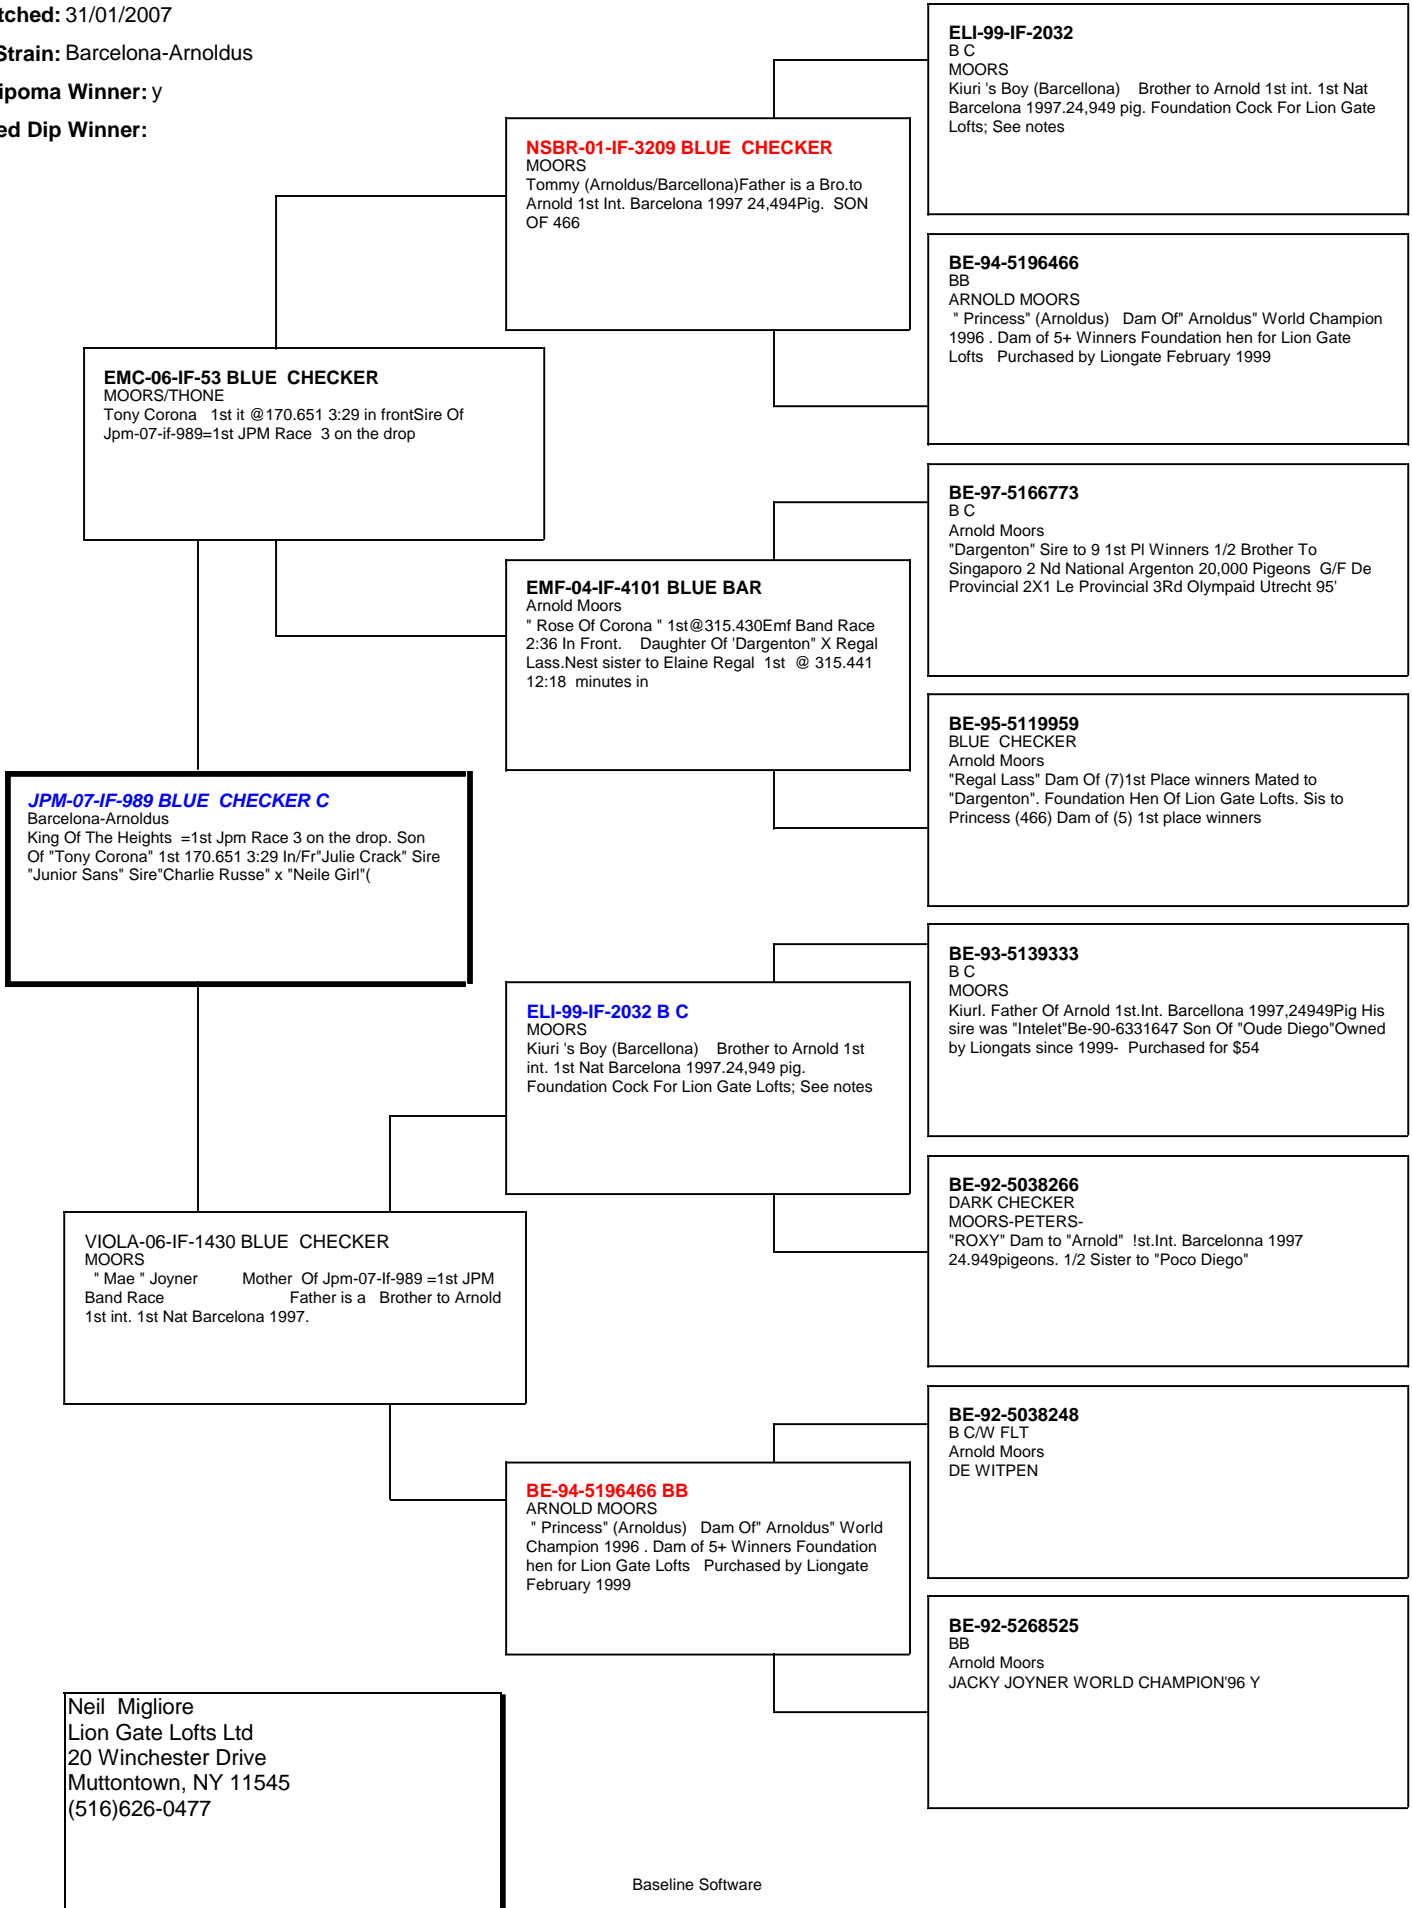 tched: 31/01/2007
Strain: Barcelona-Arnoldus
ipoma Winner: y
ed Dip Winner:
ELI-99-IF-2032
B C
MOORS
Kiuri 's Boy (Barcellona) Brother to Arnold 1st int. 1st Nat
Barcelona 1997.24,949 pig. Foundation Cock For Lion Gate
Lofts; See notes
NSBR-01-IF-3209 BLUE CHECKER
MOORS
Tommy (Arnoldus/Barcellona)Father is a Bro.to
Arnold 1st Int. Barcelona 1997 24,494Pig. SON
OF 466
BE-94-5196466
BB
ARNOLD MOORS
" Princess" (Arnoldus) Dam Of" Arnoldus" World Champion
1996 . Dam of 5+ Winners Foundation hen for Lion Gate
Lofts Purchased by Liongate February 1999
EMC-06-IF-53 BLUE CHECKER
MOORS/THONE
Tony Corona 1st it @170.651 3:29 in frontSire Of
Jpm-07-if-989=1st JPM Race 3 on the drop
BE-97-5166773
B C
Arnold Moors
"Dargenton" Sire to 9 1st Pl Winners 1/2 Brother To
Singaporo 2 Nd National Argenton 20,000 Pigeons G/F De
Provincial 2X1 Le Provincial 3Rd Olympaid Utrecht 95'
EMF-04-IF-4101 BLUE BAR
Arnold Moors
" Rose Of Corona " 1st@315.430Emf Band Race
2:36 In Front. Daughter Of 'Dargenton" X Regal
Lass.Nest sister to Elaine Regal 1st @ 315.441
12:18 minutes in
BE-95-5119959
BLUE CHECKER
Arnold Moors
"Regal Lass" Dam Of (7)1st Place winners Mated to
"Dargenton". Foundation Hen Of Lion Gate Lofts. Sis to
Princess (466) Dam of (5) 1st place winners
JPM-07-IF-989 BLUE CHECKER C
Barcelona-Arnoldus
King Of The Heights =1st Jpm Race 3 on the drop. Son
Of "Tony Corona" 1st 170.651 3:29 In/Fr"Julie Crack" Sire
"Junior Sans" Sire"Charlie Russe" x "Neile Girl"(
BE-93-5139333
B C
MOORS
KiurI. Father Of Arnold 1st.Int. Barcellona 1997,24949Pig His
sire was "Intelet"Be-90-6331647 Son Of "Oude Diego"Owned
by Liongats since 1999- Purchased for $54
ELI-99-IF-2032 B C
MOORS
Kiuri 's Boy (Barcellona) Brother to Arnold 1st
int. 1st Nat Barcelona 1997.24,949 pig.
Foundation Cock For Lion Gate Lofts; See notes
BE-92-5038266
DARK CHECKER
MOORS-PETERS-
"ROXY" Dam to "Arnold" !st.Int. Barcelonna 1997
24.949pigeons. 1/2 Sister to "Poco Diego"
VIOLA-06-IF-1430 BLUE CHECKER
MOORS
" Mae " Joyner Mother Of Jpm-07-If-989 =1st JPM
Band Race Father is a Brother to Arnold
1st int. 1st Nat Barcelona 1997.
BE-92-5038248
B C/W FLT
Arnold Moors
DE WITPEN
BE-94-5196466 BB
ARNOLD MOORS
" Princess" (Arnoldus) Dam Of" Arnoldus" World
Champion 1996 . Dam of 5+ Winners Foundation
hen for Lion Gate Lofts Purchased by Liongate
February 1999
BE-92-5268525
BB
Arnold Moors
JACKY JOYNER WORLD CHAMPION'96 Y
Neil Migliore
Lion Gate Lofts Ltd
20 Winchester Drive
Muttontown, NY 11545
(516)626-0477
Baseline Software